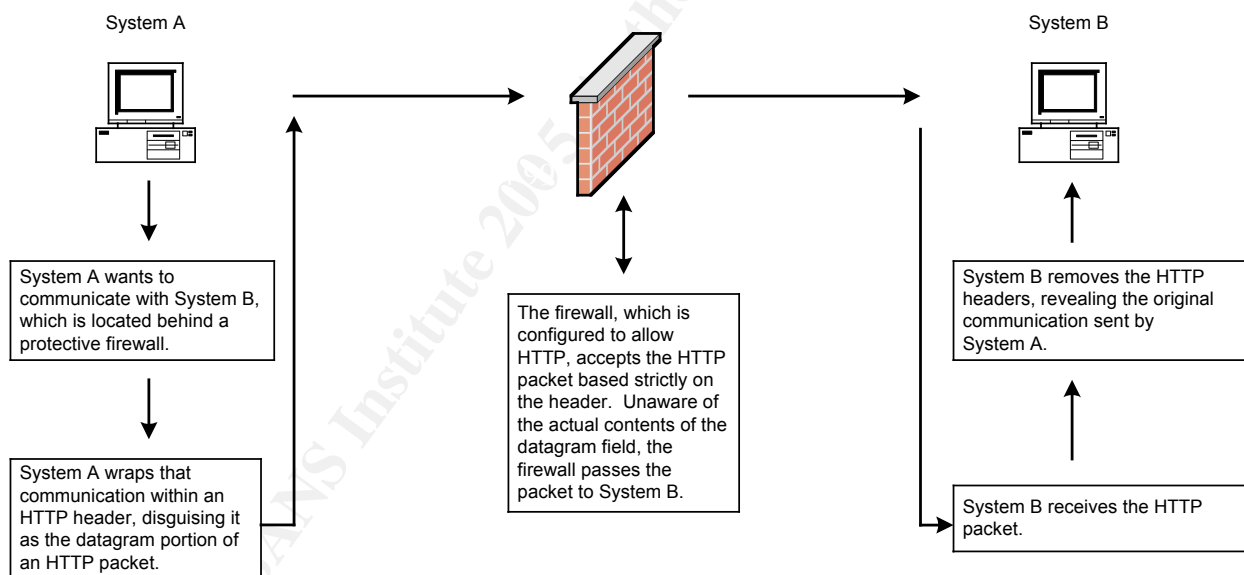 System A
System B
System A wants to
communicate with System B,
which is located behind a
protective firewall.
System A wraps that
communication within an
HTTP header, disguising it
as the datagram portion of
an HTTP packet.
The firewall, which is
configured to allow
HTTP, accepts the HTTP
packet based strictly on
the header. Unaware of
the actual contents of the
datagram field, the
firewall passes the
packet to System B.
System B removes the HTTP
headers, revealing the original
communication sent by
System A.
System B receives the HTTP
packet.
ANS Institute 2005